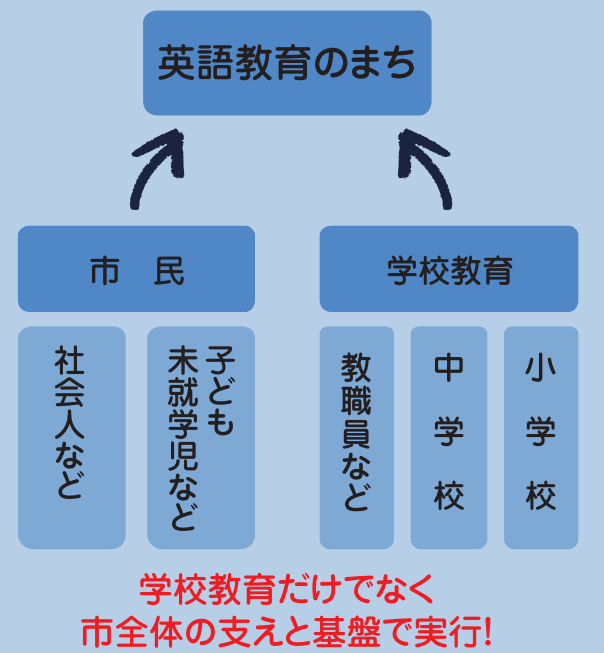 英語教育のまち
市 民
学校教育
社会人など
子ども
未就学児など
教職員など
中学校
小学校
学校教育だけでなく
市全体の支えと基盤で実行!